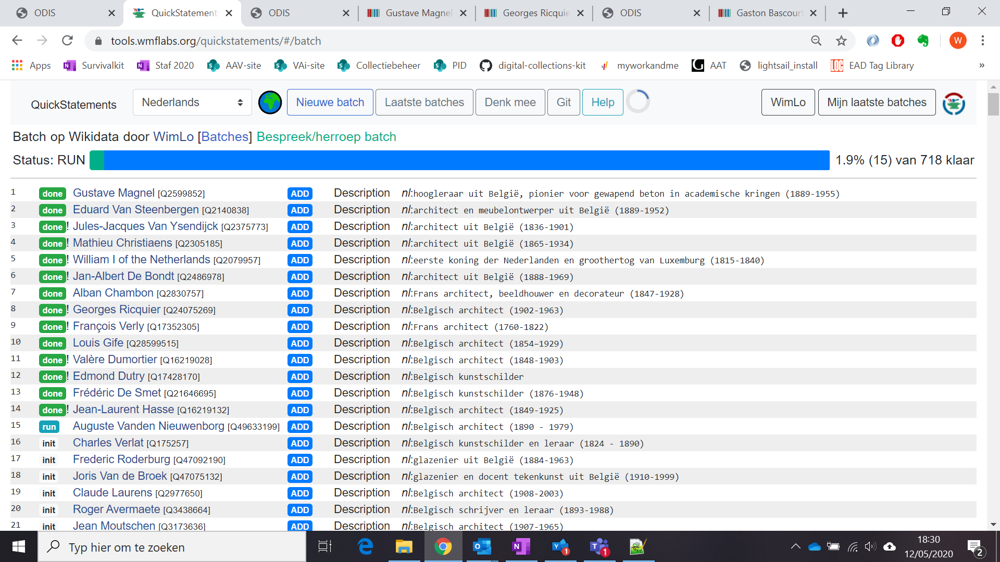 ODIS
QuickStatement
ODIS
Gustave Magnel
Georges Ricquie
ODIS
Gaston Bascourt
tools.wmflabs.org/quickstatements/#/batch
W
Apps
Survivalkit
Staf 2020
AAV-site
VAi-site
Collectiebeheer
PID
digital-collections-kit
myworkandme
AAT
lightsail_install
LOC
EAD Tag Library
»
QuickStatements
Nederlands
Nieuwe batch
Laatste batches
Denk mee
Git
Help
WimLo
Mijn laatste batches
Batch op Wikidata door WimLo [Batches] Bespreek/herroep batch
Status: RUN 1.9% (15) van 718 klaar
1 done Gustave Magnel [Q2599852] ADD Description nl:hoogleraar uit België, pionier voor gewapend beton in academische kringen (1889-1955)
2 done Eduard Van Steenbergen [Q2140838] ADD Description nl:architect en meubelontwerper uit België (1889-1952)
3 done! Jules-Jacques Van Ysendijck [Q2375773] ADD Description nl:architect uit België (1836-1901)
4 done! Mathieu Christiaens [Q2305185] ADD Description nl:architect uit België (1865-1934)
5 done! William I of the Netherlands [Q2079957] ADD Description nl:eerste koning der Nederlanden en groothertog van Luxemburg (1815-1840)
6 done! Jan-Albert De Bondt [Q2486978] ADD Description nl:architect uit België (1888-1969)
7 done Alban Chambon [Q2830757] ADD Description nl:Frans architect, beeldhouwer en decorateur (1847-1928)
8 done! Georges Ricquier [Q24075269] ADD Description nl:Belgisch architect (1902-1963)
9 done! François Verly [Q17352305] ADD Description nl:Frans architect (1760-1822)
10 done Louis Gife [Q28599515] ADD Description nl:Belgisch architect (1854–1929)
11 done! Valère Dumortier [Q16219028] ADD Description nl:Belgisch architect (1848-1903)
12 done! Edmond Dutry [Q17428170] ADD Description nl:Belgisch kunstschilder
13 done Frédéric De Smet [Q21646695] ADD Description nl:Belgisch kunstschilder (1876-1948)
14 done! Jean-Laurent Hasse [Q16219132] ADD Description nl:Belgisch architect (1849-1925)
15 run Auguste Vanden Nieuwenborg [Q49633199] ADD Description nl:Belgisch architect (1890 - 1979)
16 init Charles Verlat [Q175257] ADD Description nl:Belgisch kunstschilder en leraar (1824 - 1890)
17 init Frederic Roderburg [Q47092190] ADD Description nl:glazenier uit België (1884-1963)
18 init Joris Van de Broek [Q47075132] ADD Description nl:glazenier en docent tekenkunst uit België (1910-1999)
19 init Claude Laurens [Q2977650] ADD Description nl:Belgisch architect (1908-2003)
20 init Roger Avermaete [Q3438664] ADD Description nl:Belgisch schrijver en leraar (1893-1988)
21 init Jean Moutschen [Q3173636] ADD Description nl:Belgisch architect (1907-1965)
Typ hier om te zoeken
1
1
18:30
12/05/2020
2